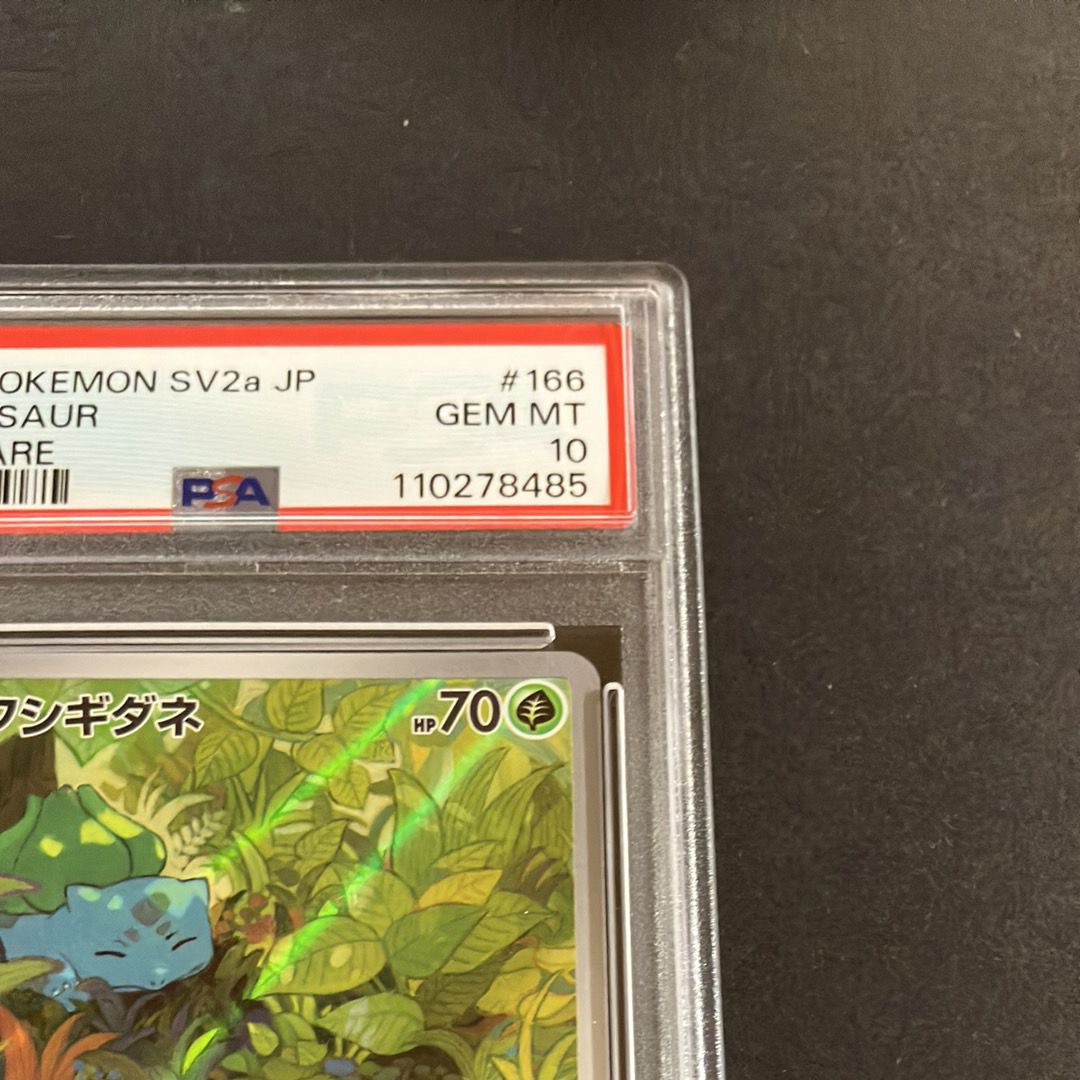 OKEMON SV2a JP #166
SAUR GEM MT
ARE 10
PSA 110278485
フシギダネ HP70